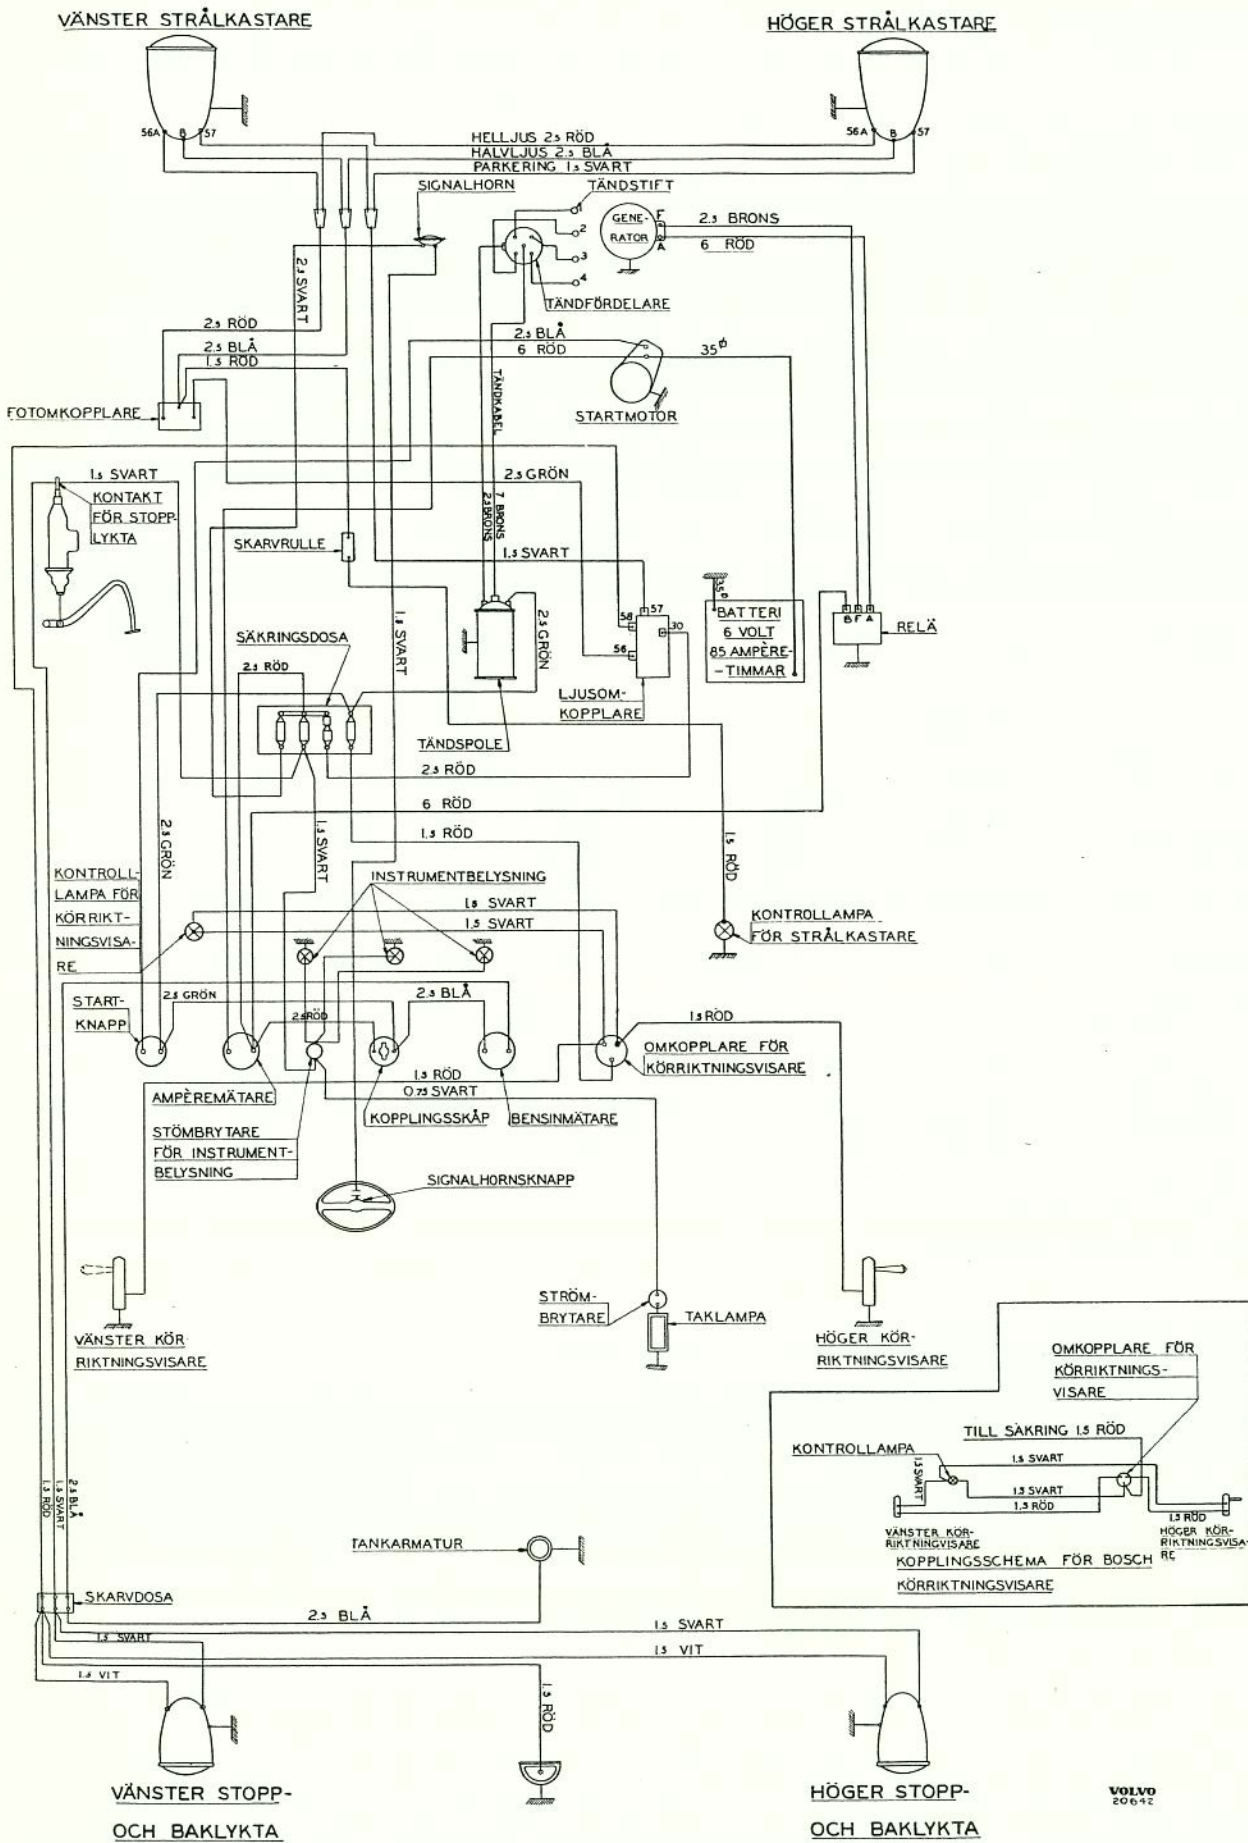 VÄNSTER STRÅLKASTARE
HÖGER STRÅLKASTARE
56A B 57
56A B 57
HELLJUS 2.5 RÖD
HALVLJUS 2.5 BLÅ
PARKERING 1.5 SVART
SIGNALHORN
TÄNDSTIFT
1
2
3
4
GENE-
RATOR
F
A
2.5 BRONS
6 RÖD
TÄNDFÖRDELARE
2.5 SVART
2.5 RÖD
2.5 BLÅ
1.5 RÖD
2.5 BLÅ
6 RÖD
35 Ø
STARTMOTOR
FOTOMKOPPLARE
TÄNDKABEL
1.5 SVART
KONTAKT
FÖR STOPP-
LYKTA
2.5 GRÖN
7 BRONS
2.5 BRONS
SKARVRULLE
1.5 SVART
35 Ø
BATTERI
6 VOLT
85 AMPÈRE-
-TIMMAR
B F A
RELÄ
57
58
30
56
1.5 SVART
2.5 GRÖN
SÄKRINGSDOSA
2.5 RÖD
LJUSOM-
KOPPLARE
TÄNDSPOLE
2.5 RÖD
6 RÖD
1.5 RÖD
2.5 GRÖN
1.5 SVART
1.5 RÖD
KONTROLL-
LAMPA FÖR
KÖRRIKT-
NINGSVISA-
RE
INSTRUMENTBELYSNING
1.5 SVART
1.5 SVART
KONTROLLAMPA
FÖR STRÅLKASTARE
START-
KNAPP
2.5 GRÖN
2.5 RÖD
2.5 BLÅ
1.5 RÖD
OMKOPPLARE FÖR
KÖRRIKTNINGSVISARE
1.5 RÖD
0.75 SVART
AMPÈREMÄTARE
KOPPLINGSSKÅP
BENSINMÄTARE
STÖMBRYTARE
FÖR INSTRUMENT-
BELYSNING
SIGNALHORNSKNAPP
VÄNSTER KÖR
RIKTNINGSVISARE
STRÖM-
BRYTARE
TAKLAMPA
HÖGER KÖR-
RIKTNINGSVISARE
OMKOPPLARE FÖR
KÖRRIKTNINGS-
VISARE
TILL SÄKRING 1.5 RÖD
KONTROLLAMPA
1.5 SVART
1.5 SVART
1.5 SVART
1.5 RÖD
1.5 RÖD
VÄNSTER KÖR-
RIKTNINGVISARE
HÖGER KÖR-
RIKTNINGSVISA-
RE
KOPPLINGSSCHEMA FÖR BOSCH
KÖRRIKTNINGSVISARE
2.5 BLÅ
1.5 SVART
1.5 RÖD
TANKARMATUR
SKARVDOSA
2.5 BLÅ
1.5 SVART
1.5 SVART
1.5 VIT
1.5 VIT
1.5 RÖD
VÄNSTER STOPP-
OCH BAKLYKTA
HÖGER STOPP-
OCH BAKLYKTA
VOLVO
20642